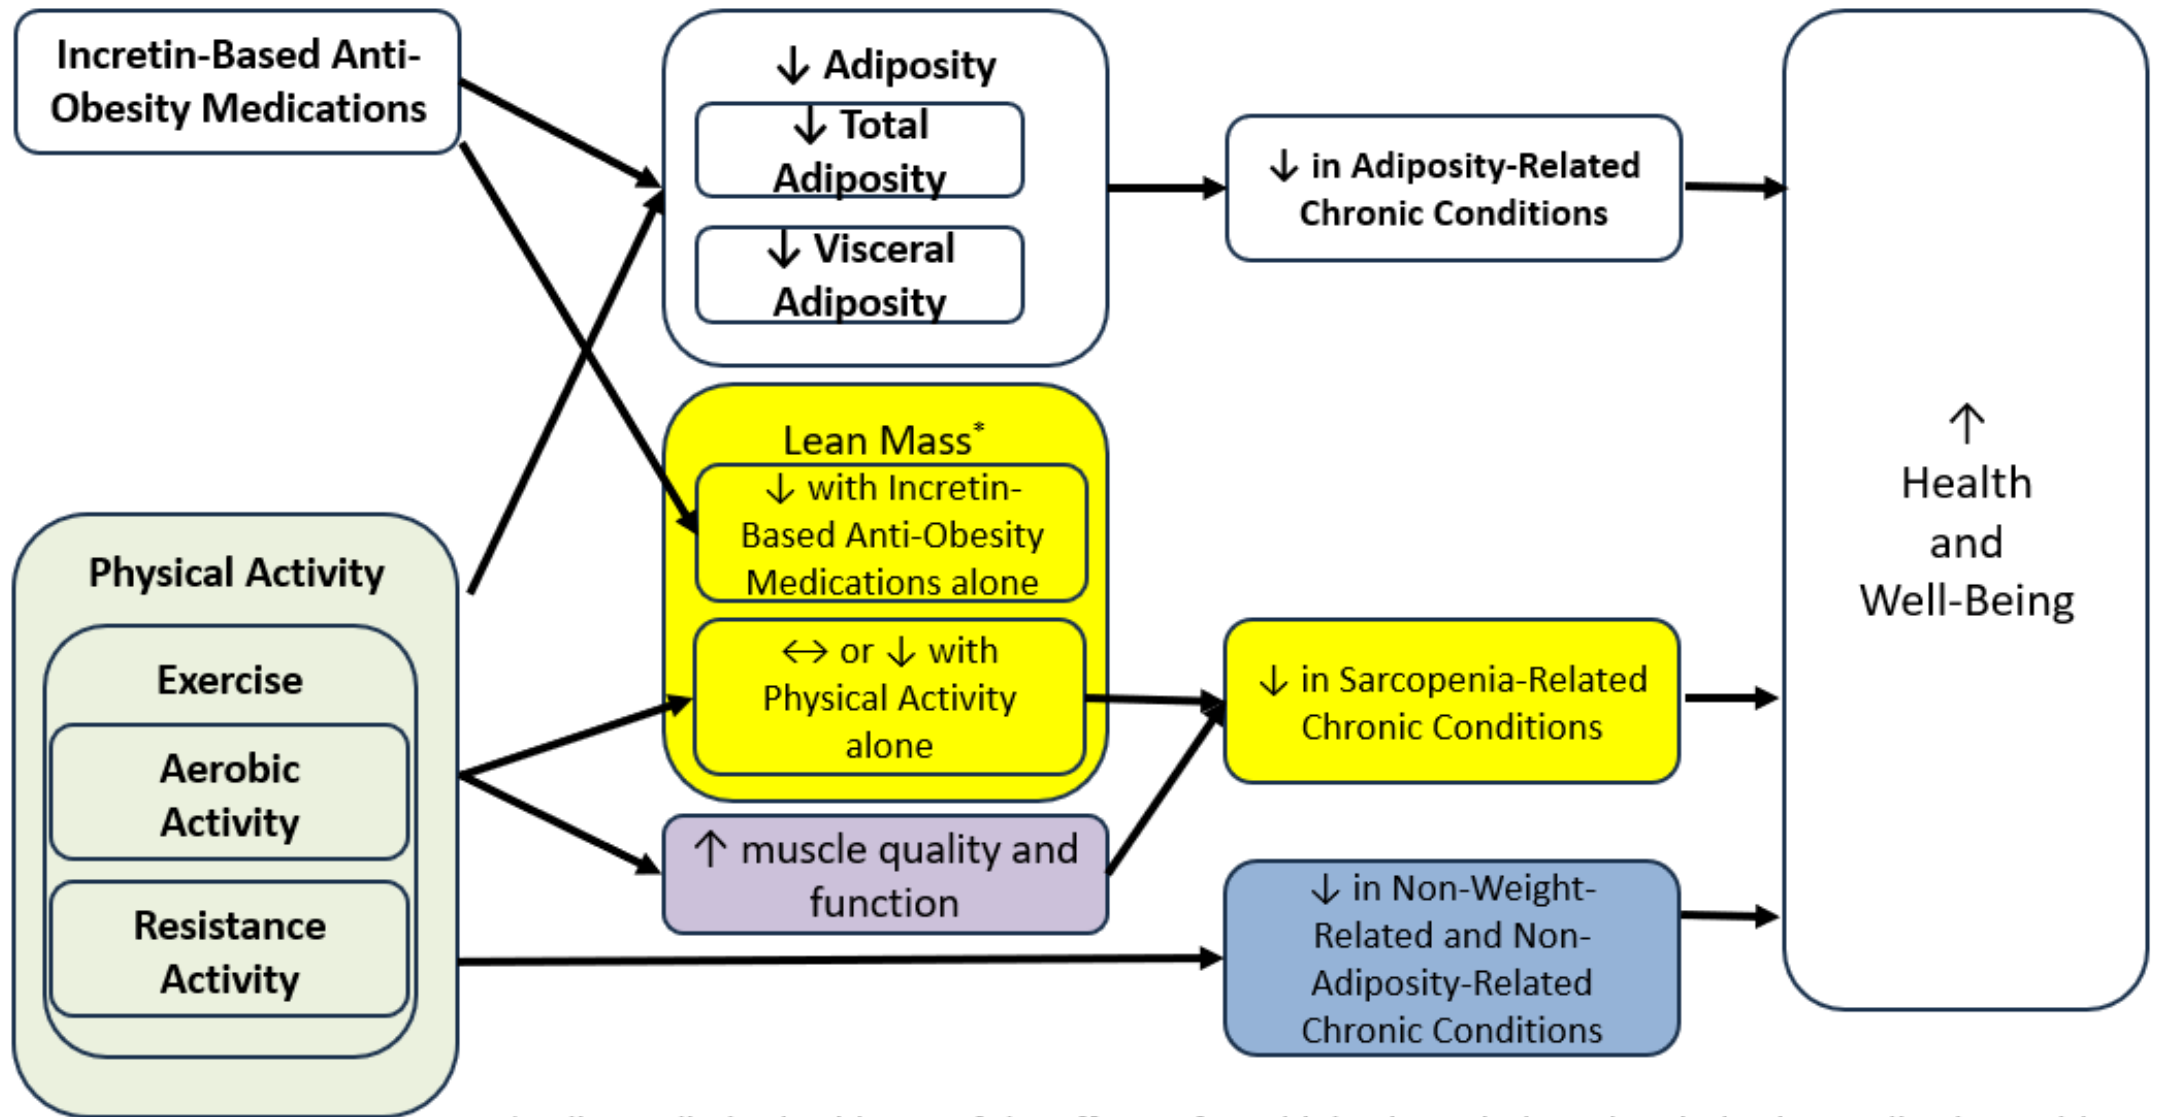 Incretin-Based Anti-
Obesity Medications
↓ Adiposity
↓ Total
Adiposity
↓ Visceral
Adiposity
↓ in Adiposity-Related
Chronic Conditions
↑
Health
and
Well-Being
Lean Mass*
↓ with Incretin-
Based Anti-Obesity
Medications alone
↔ or ↓ with
Physical Activity
alone
↓ in Sarcopenia-Related
Chronic Conditions
Physical Activity
Exercise
Aerobic
Activity
Resistance
Activity
↑ muscle quality and
function
↓ in Non-Weight-
Related and Non-
Adiposity-Related
Chronic Conditions